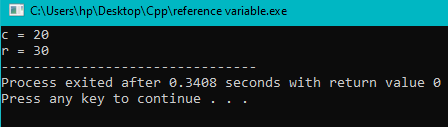 C:\Users\hp\Desktop\Cpp\reference variable.exe
c = 20
r = 30
--------------------------------
Process exited after 0.3408 seconds with return value 0
Press any key to continue . . .